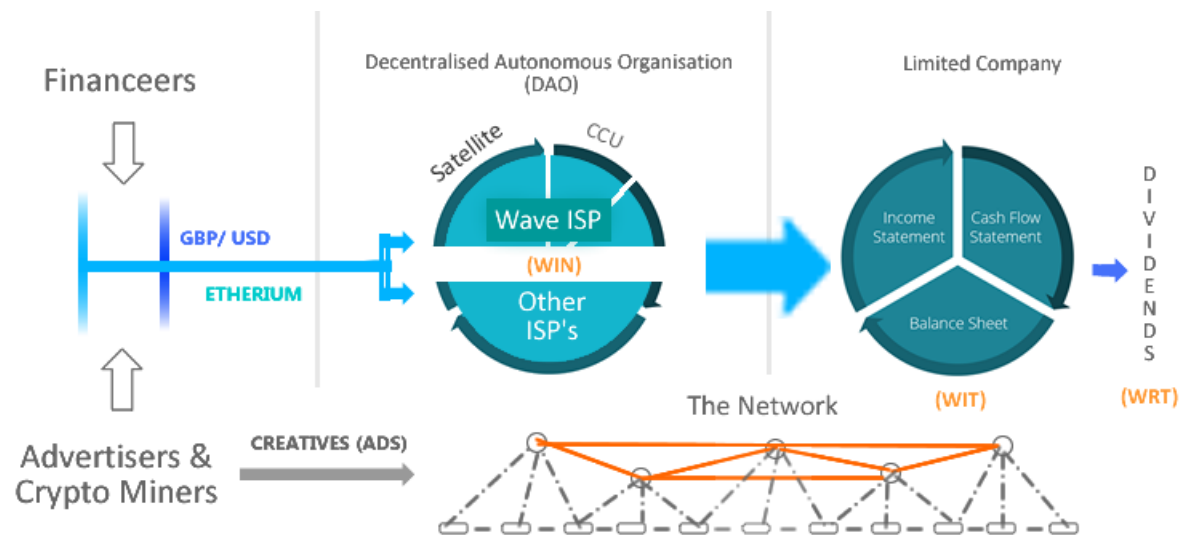 Financeers
Decentralised Autonomous Organisation
(DAO)
Limited Company
Satellite
CCU
Wave ISP
(WIN)
Other
ISP's
GBP/ USD
ETHERIUM
Income
Statement
Cash Flow
Statement
Balance Sheet
(WIT)
DIVIDENDS
(WRT)
The Network
Advertisers &
Crypto Miners
CREATIVES (ADS)